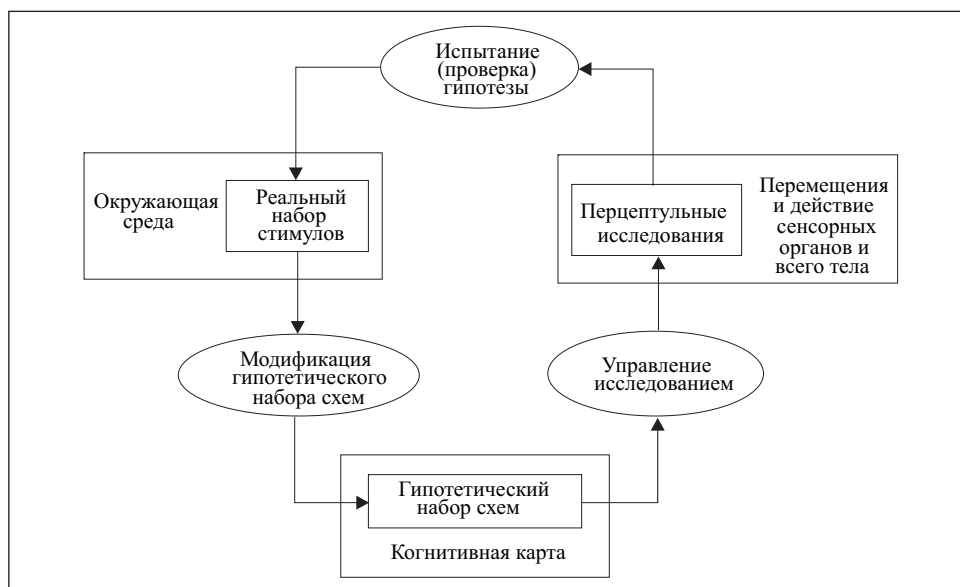 Испытание
(проверка)
гипотезы
Окружающая
среда
Реальный
набор
стимулов
Перцептульные
исследования
Перемещения
и действие
сенсорных
органов и
всего тела
Модификация
гипотетического
набора схем
Управление
исследованием
Гипотетический
набор схем
Когнитивная карта